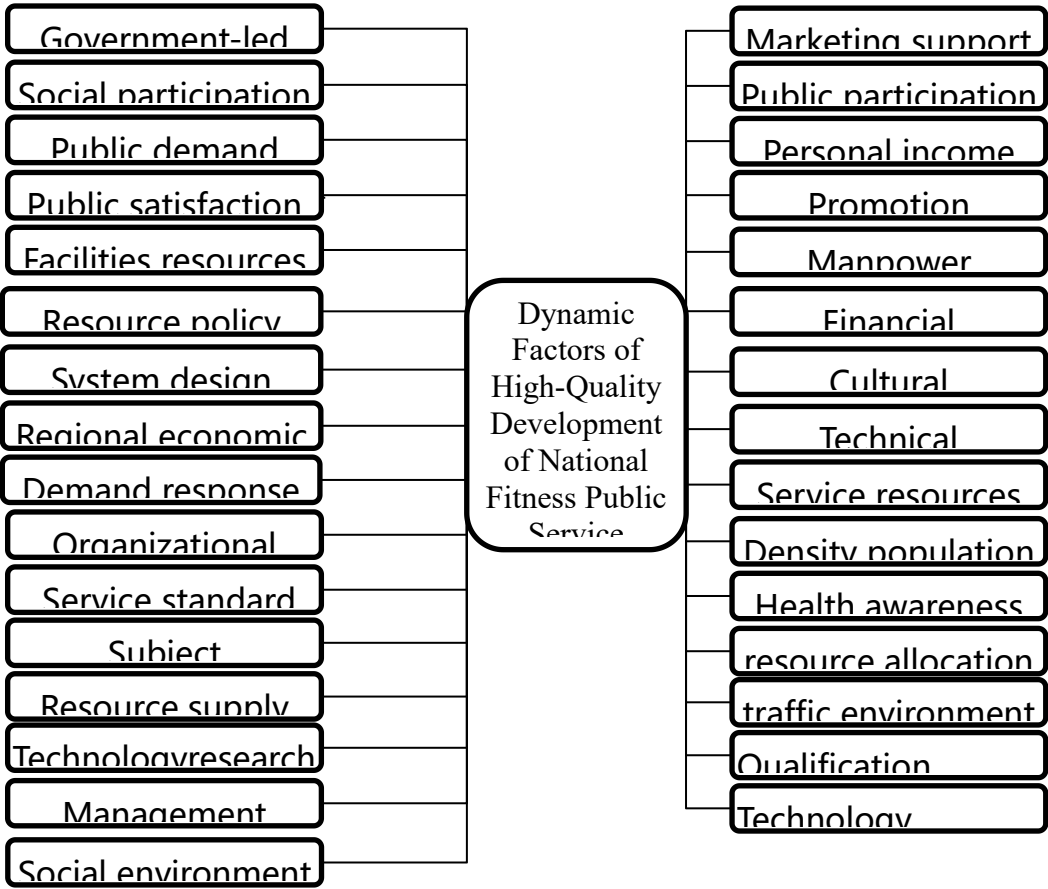 Government-led
Social participation
Public demand
Public satisfaction
Facilities resources
Resource policy
System design
Regional economic
Demand response
Organizational
Service standard
Subject
Resource supply
Technologyresearch
Management
Social environment
Dynamic
Factors of
High-Quality
Development
of National
Fitness Public
Service
Marketing support
Public participation
Personal income
Promotion
Manpower
Financial
Cultural
Technical
Service resources
Density population
Health awareness
resource allocation
traffic environment
Qualification
Technology